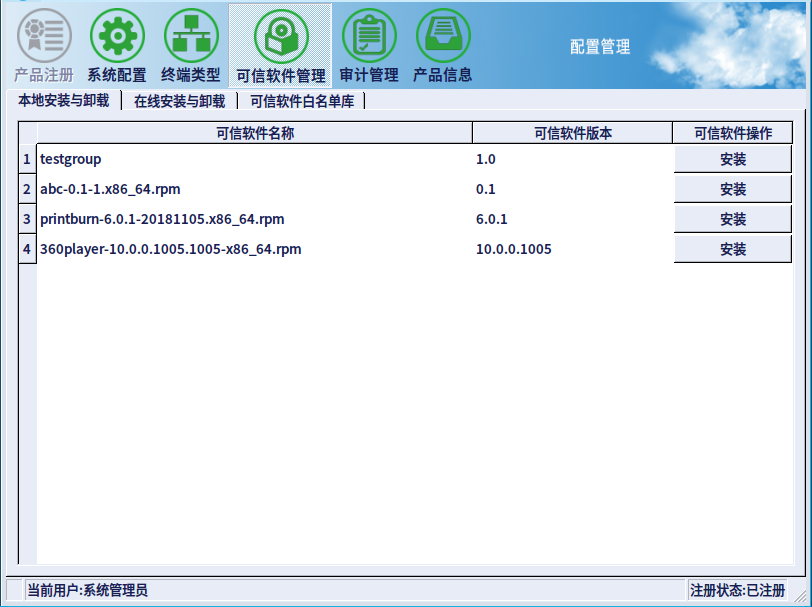 产品注册 系统配置 终端类型 可信软件管理 审计管理 产品信息 配置管理
本地安装与卸载 在线安装与卸载 可信软件白名单库
可信软件名称 可信软件版本 可信软件操作
1 testgroup 1.0 安装
2 abc-0.1-1.x86_64.rpm 0.1 安装
3 printburn-6.0.1-20181105.x86_64.rpm 6.0.1 安装
4 360player-10.0.0.1005.1005-x86_64.rpm 10.0.0.1005 安装
当前用户:系统管理员 注册状态:已注册